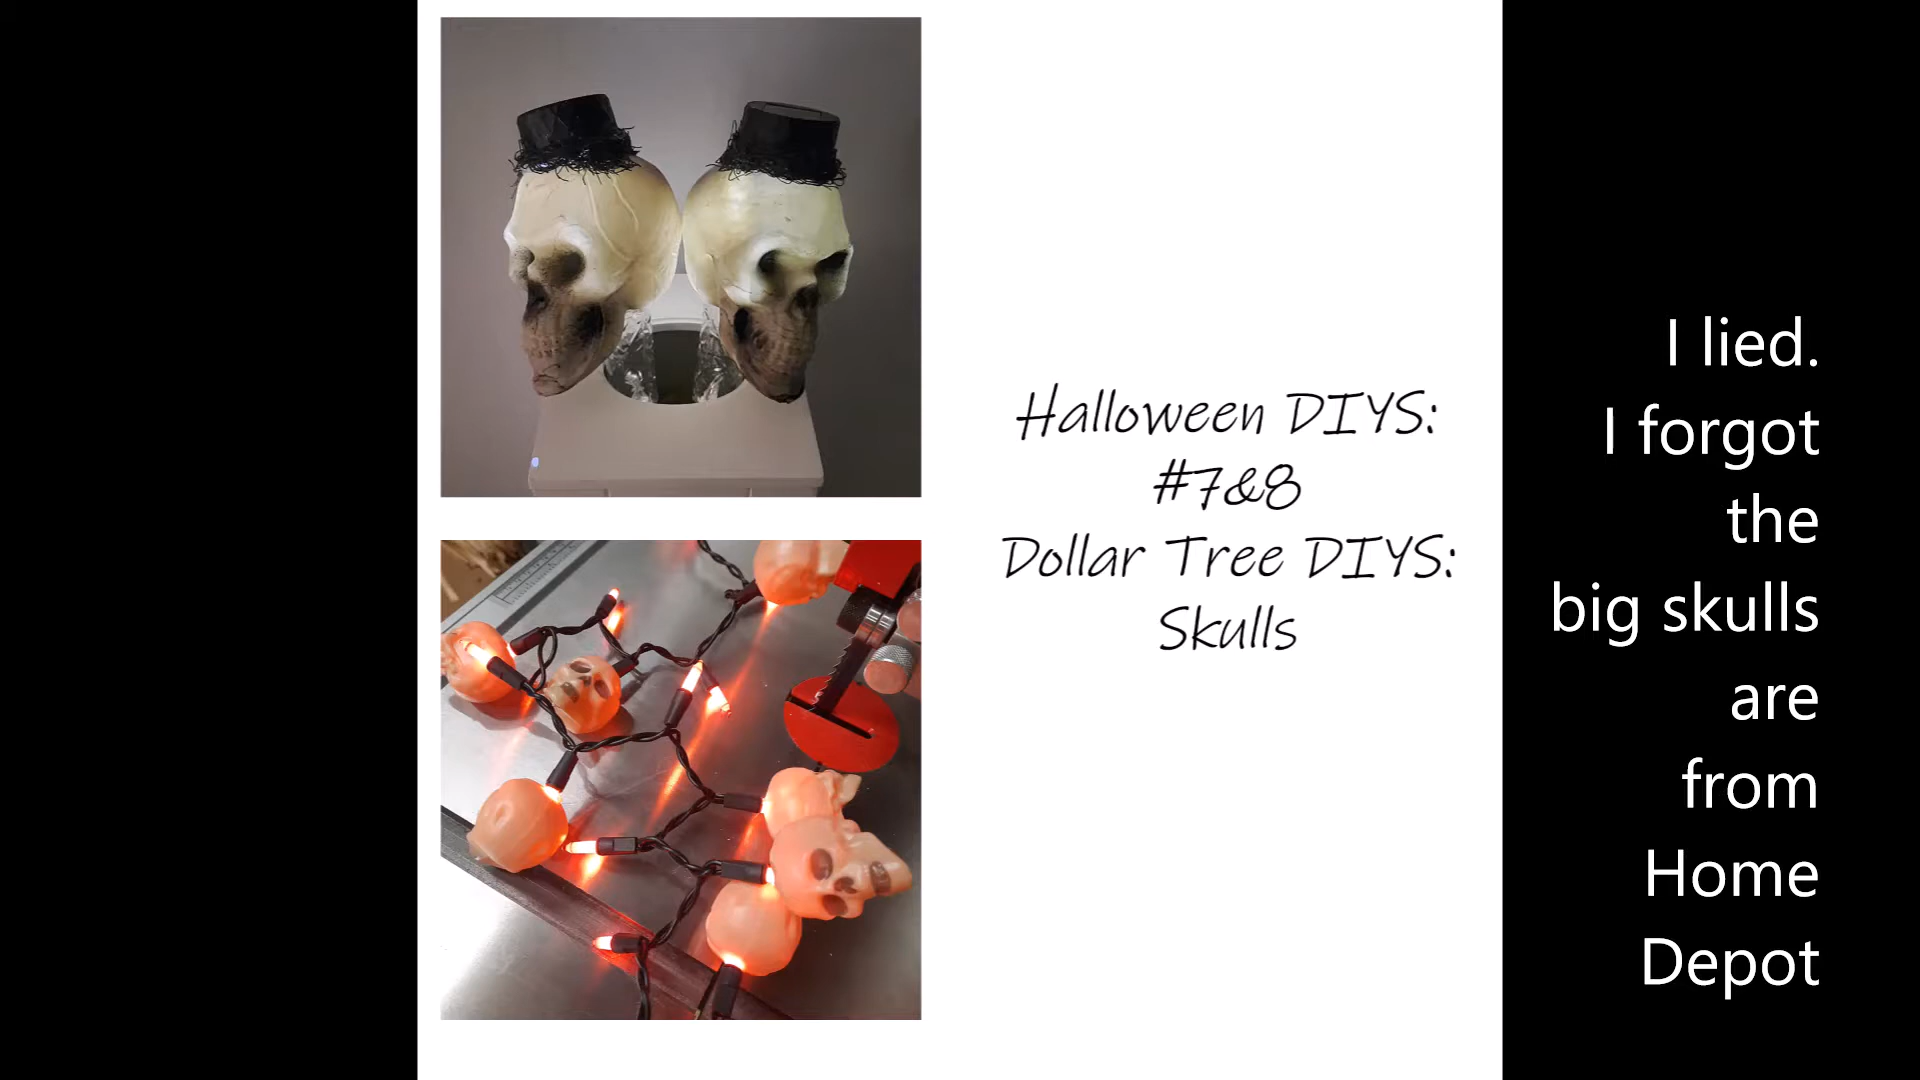 Halloween DIYS:
#7&8
Dollar Tree DIYS:
Skulls
I lied.
I forgot
the
big skulls
are
from
Home
Depot